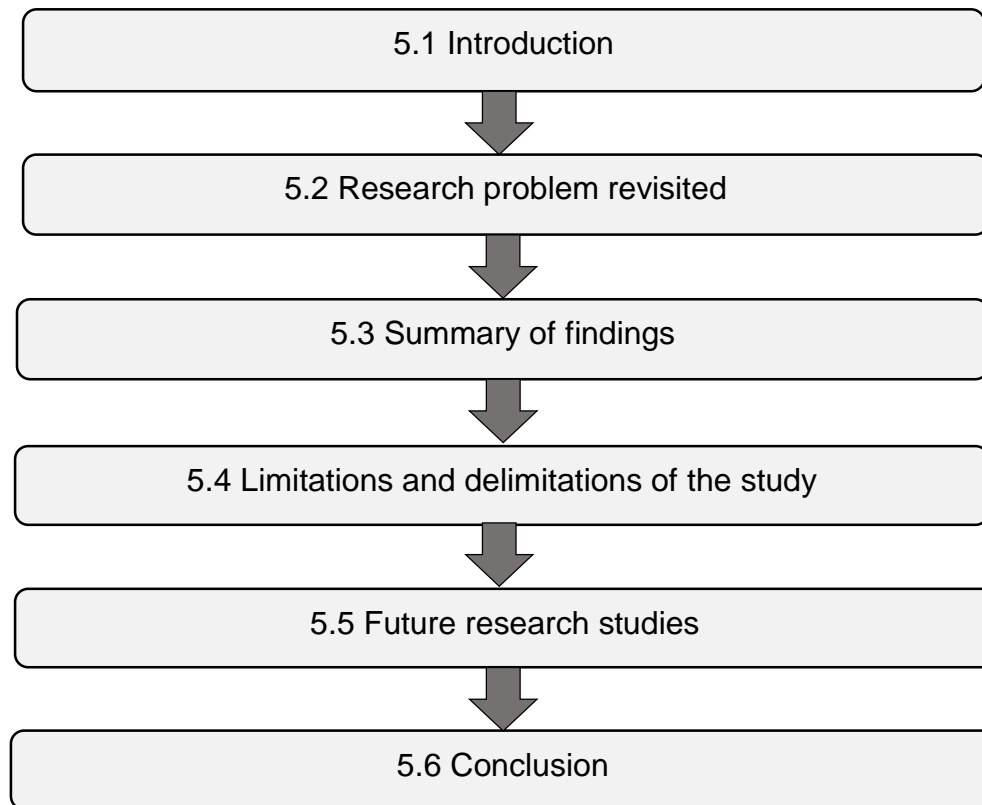 5.1 Introduction
5.2 Research problem revisited
5.3 Summary of findings
5.4 Limitations and delimitations of the study
5.5 Future research studies
5.6 Conclusion